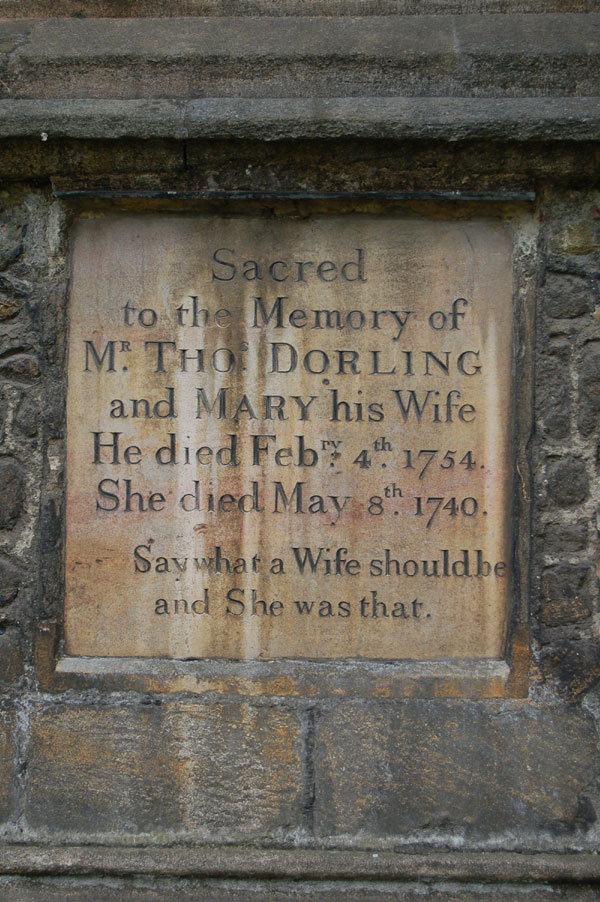 Sacred
to the Memory of
Mᴿ. THOˢ. DORLING
and MARY his Wife
He died Febʳʸ. 4ᵗʰ. 1754.
She died May 8ᵗʰ. 1740.
Say what a Wife should be
and She was that.